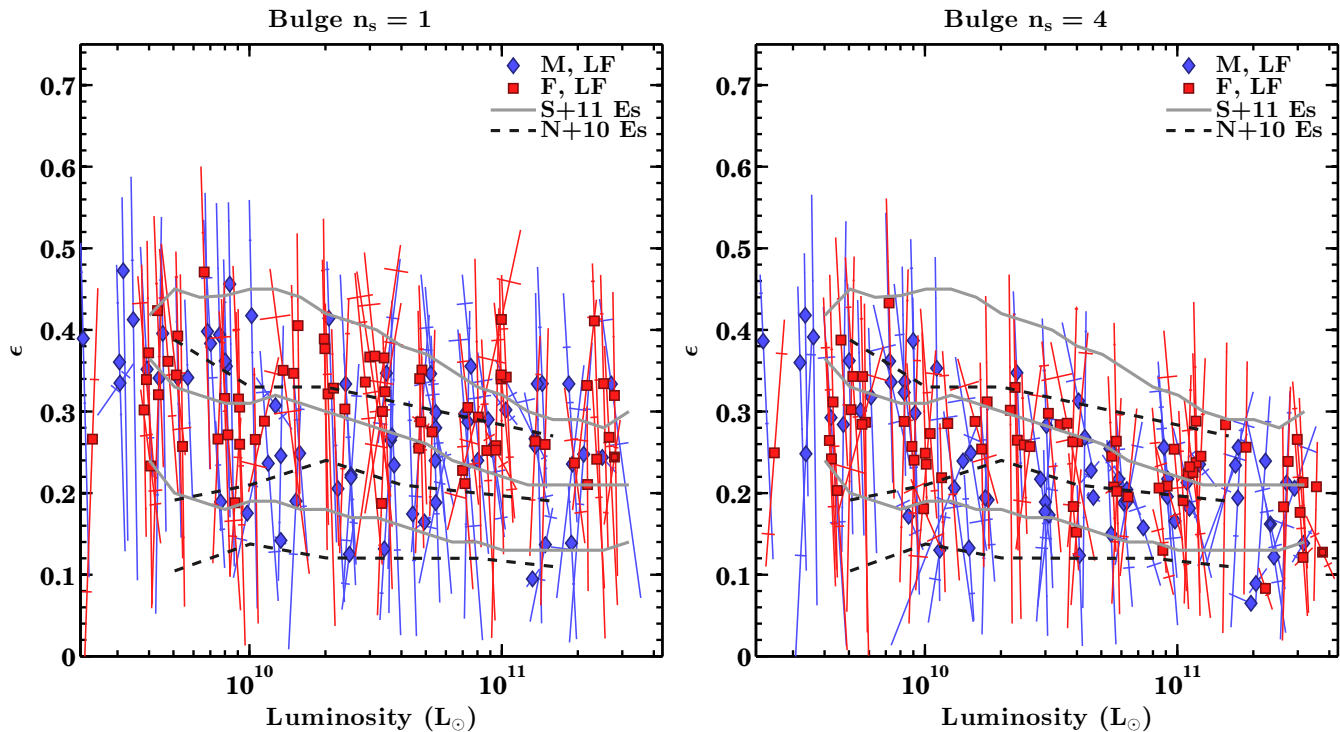 Bulge n_s = 1
M, LF
F, LF
S+11 Es
N+10 Es
0.7
0.6
0.5
0.4
0.3
0.2
0.1
0
ϵ
10^10
10^11
Luminosity (L_⊙)
Bulge n_s = 4
M, LF
F, LF
S+11 Es
N+10 Es
0.7
0.6
0.5
0.4
0.3
0.2
0.1
0
ϵ
10^10
10^11
Luminosity (L_⊙)